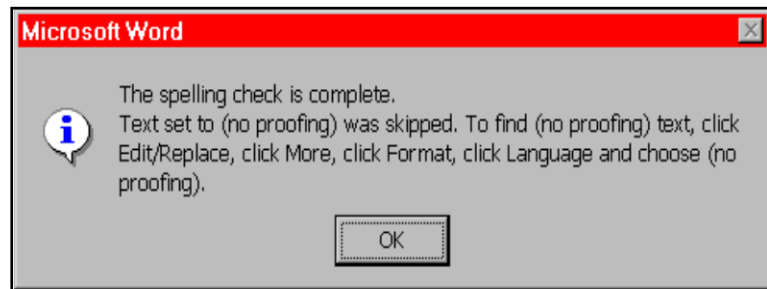 Microsoft Word
The spelling check is complete.
Text set to (no proofing) was skipped. To find (no proofing) text, click
Edit/Replace, click More, click Format, click Language and choose (no
proofing).
OK